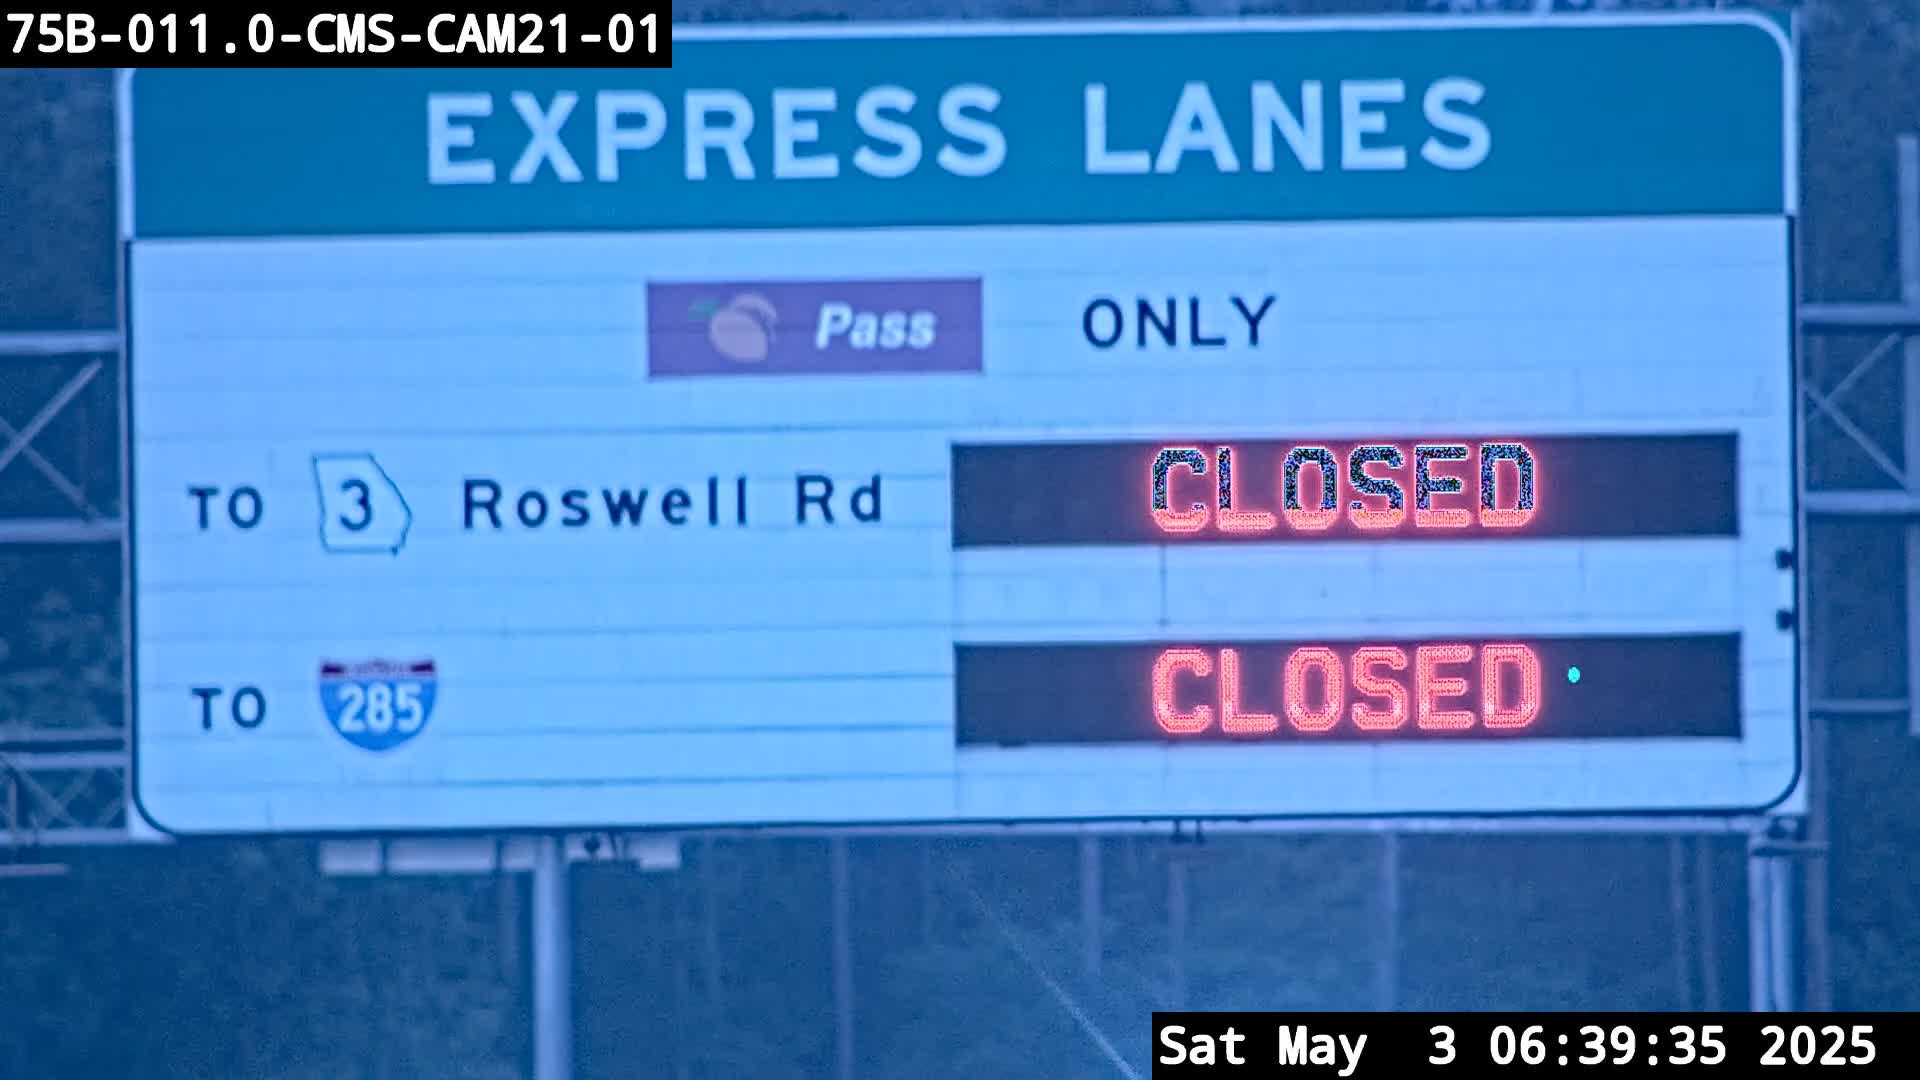 75B-011.0-CMS-CAM21-01
EXPRESS LANES
Pass ONLY
TO 3 Roswell Rd CLOSED
TO 285 CLOSED
Sat May 3 06:39:35 2025